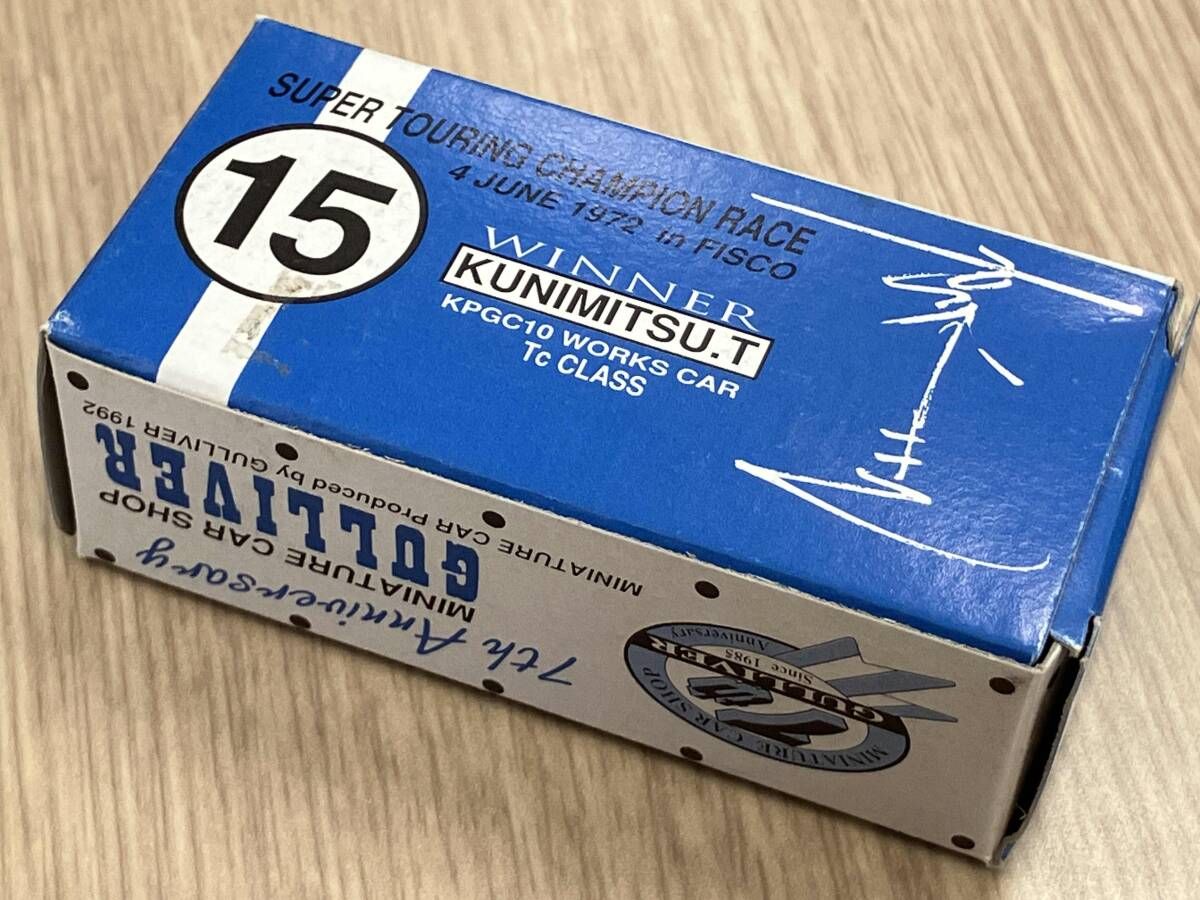 15
SUPER TOURING CHAMPION RACE
4 JUNE 1972 in FISCO
WINNER
KUNIMITSU.T
KPGC10 WORKS CAR
Tc CLASS
7th Anniversary
MINIATURE CAR SHOP
GULLIVER
MINIATURE CAR Produced by GULLIVER 1992
MINIATURE CAR SHOP
GULLIVER
Since 1985
Anniversary